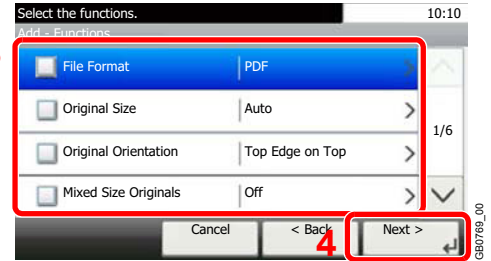 Select the functions. 10:10
Add - Functions
File Format PDF
Original Size Auto
1/6
Original Orientation Top Edge on Top
Mixed Size Originals Off
Cancel < Back Next >
4
GB0769_00